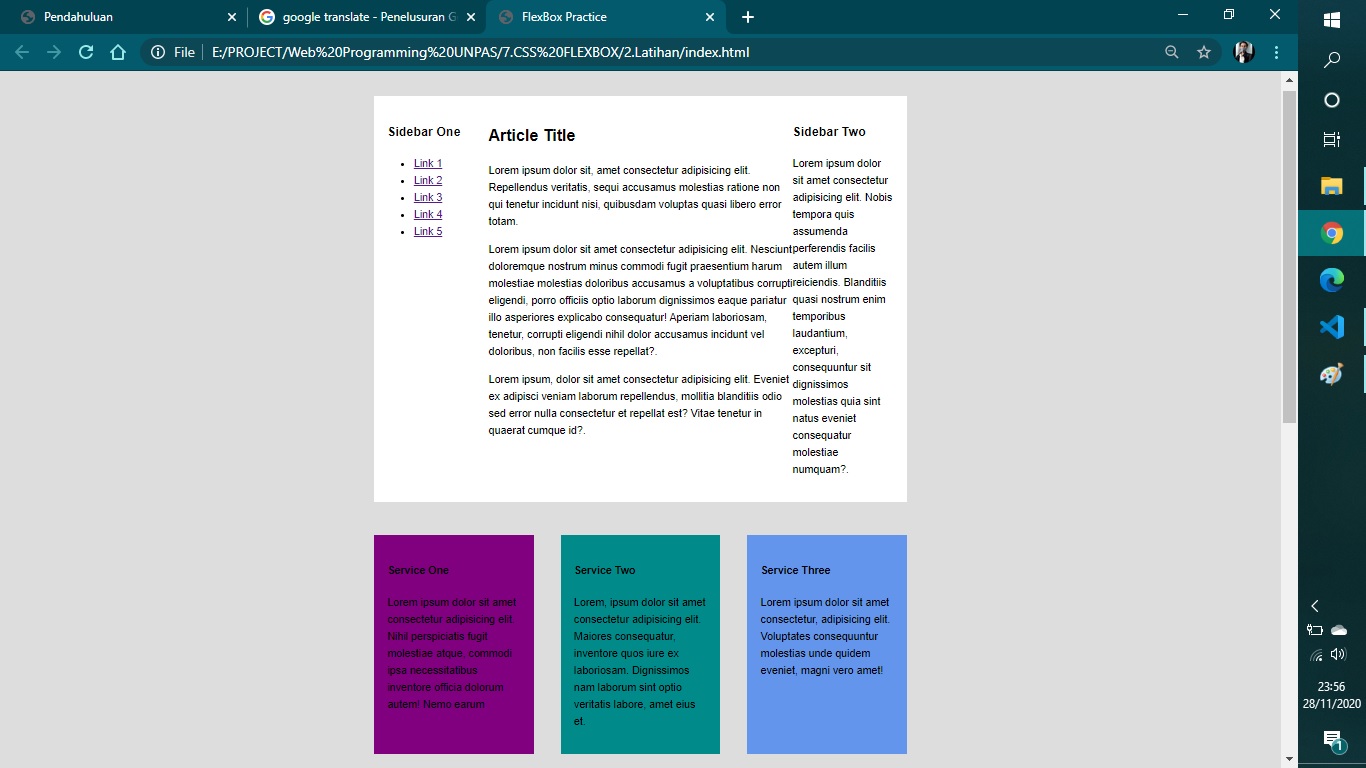 Pendahuluan
google translate - Penelusuran G
FlexBox Practice
File
E:/PROJECT/Web%20Programming%20UNPAS/7.CSS%20FLEXBOX/2.Latihan/index.html
Sidebar One
Link 1
Link 2
Link 3
Link 4
Link 5
Article Title
Lorem ipsum dolor sit, amet consectetur adipisicing elit.
Repellendus veritatis, sequi accusamus molestias ratione non
qui tenetur incidunt nisi, quibusdam voluptas quasi libero error
totam.
Lorem ipsum dolor sit amet consectetur adipisicing elit. Nesciunt
doloremque nostrum minus commodi fugit praesentium harum
molestiae molestias doloribus accusamus a voluptatibus corrupti
eligendi, porro officiis optio laborum dignissimos eaque pariatur
illo asperiores explicabo consequatur! Aperiam laboriosam,
tenetur, corrupti eligendi nihil dolor accusamus incidunt vel
doloribus, non facilis esse repellat?.
Lorem ipsum, dolor sit amet consectetur adipisicing elit. Eveniet
ex adipisci veniam laborum repellendus, mollitia blanditiis odio
sed error nulla consectetur et repellat est? Vitae tenetur in
quaerat cumque id?.
Sidebar Two
Lorem ipsum dolor
sit amet consectetur
adipisicing elit. Nobis
tempora quis
assumenda
perferendis facilis
autem illum
reiciendis. Blanditiis
quasi nostrum enim
temporibus
laudantium,
excepturi,
consequuntur sit
dignissimos
molestias quia sint
natus eveniet
consequatur
molestiae
numquam?.
Service One
Lorem ipsum dolor sit amet
consectetur adipisicing elit.
Nihil perspiciatis fugit
molestiae atque, commodi
ipsa necessitatibus
inventore officia dolorum
autem! Nemo earum
Service Two
Lorem, ipsum dolor sit amet
consectetur adipisicing elit.
Maiores consequatur,
inventore quos iure ex
laboriosam. Dignissimos
nam laborum sint optio
veritatis labore, amet eius
et.
Service Three
Lorem ipsum dolor sit amet
consectetur, adipisicing elit.
Voluptates consequuntur
molestias unde quidem
eveniet, magni vero amet!
23:56
28/11/2020
1